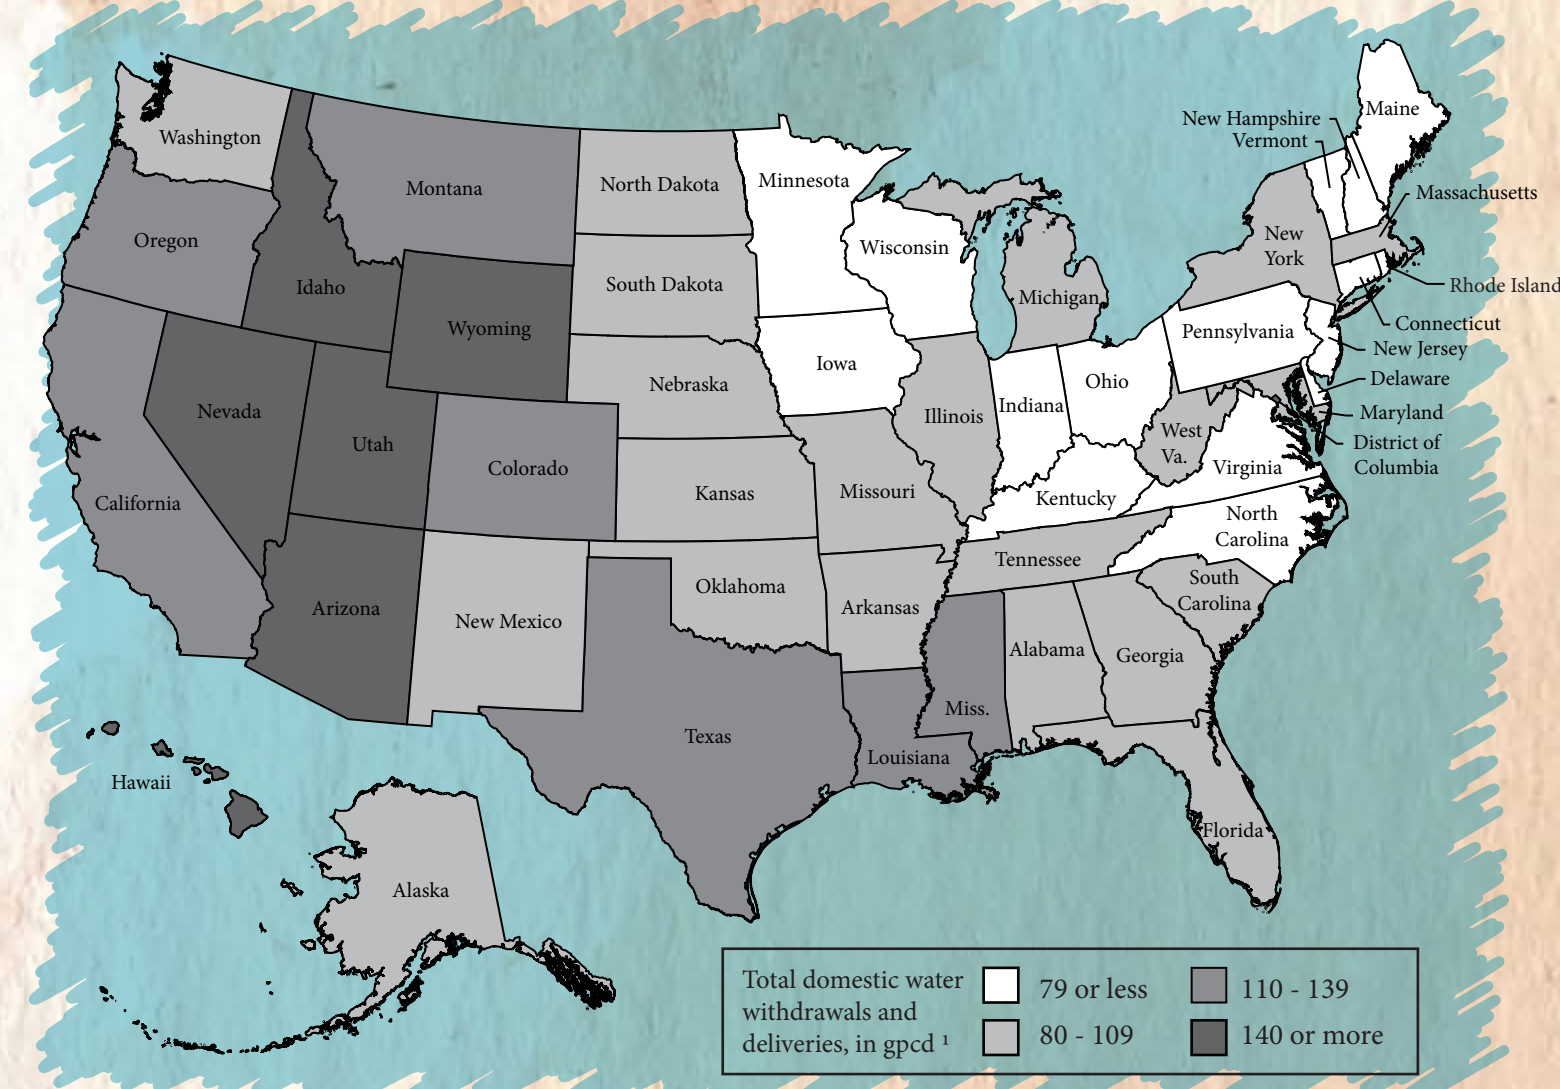 Maine
New Hampshire
Vermont
Washington
Montana
North Dakota
Minnesota
Massachusetts
Oregon
Wisconsin
New
York
Idaho
South Dakota
Michigan
Rhode Island
Wyoming
Pennsylvania
Connecticut
New Jersey
Iowa
Ohio
Delaware
Nebraska
Nevada
Illinois
Indiana
Maryland
Utah
West
Va.
District of
Columbia
Colorado
Virginia
California
Kansas
Missouri
Kentucky
North
Carolina
Tennessee
Oklahoma
South
Carolina
Arizona
New Mexico
Arkansas
Alabama
Georgia
Miss.
Texas
Louisiana
Hawaii
Florida
Alaska
Total domestic water
withdrawals and
deliveries, in gpcd ¹
79 or less
80 - 109
110 - 139
140 or more